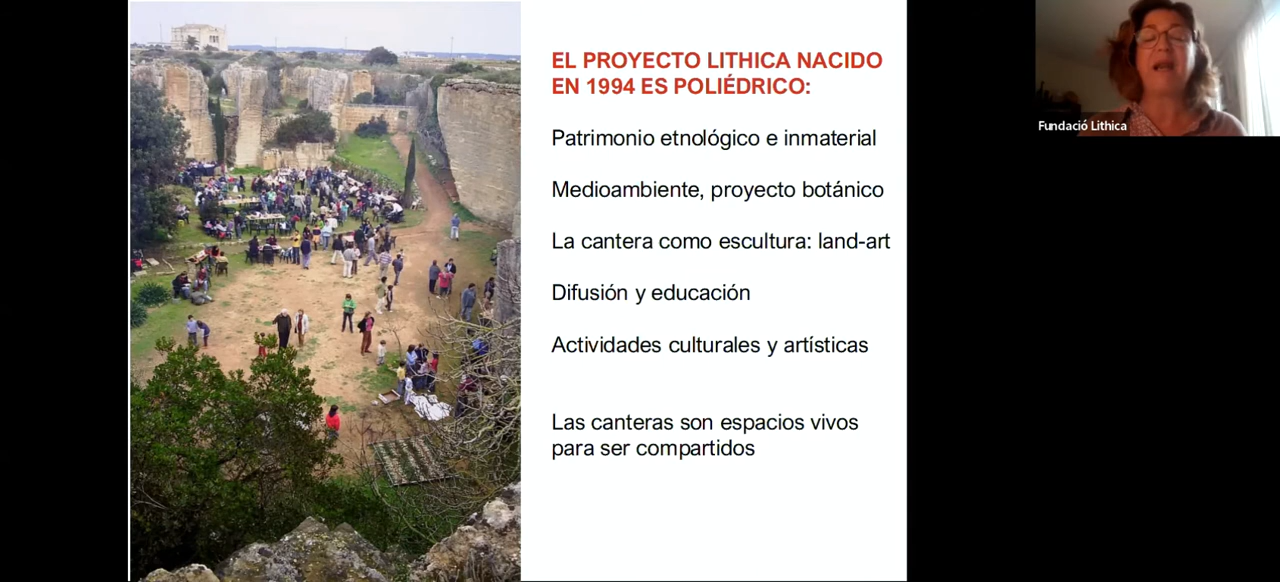 EL PROYECTO LITHICA NACIDO
EN 1994 ES POLIÉDRICO:
Patrimonio etnológico e inmaterial
Medioambiente, proyecto botánico
La cantera como escultura: land-art
Difusión y educación
Actividades culturales y artísticas
Las canteras son espacios vivos
para ser compartidos
Fundació Lithica